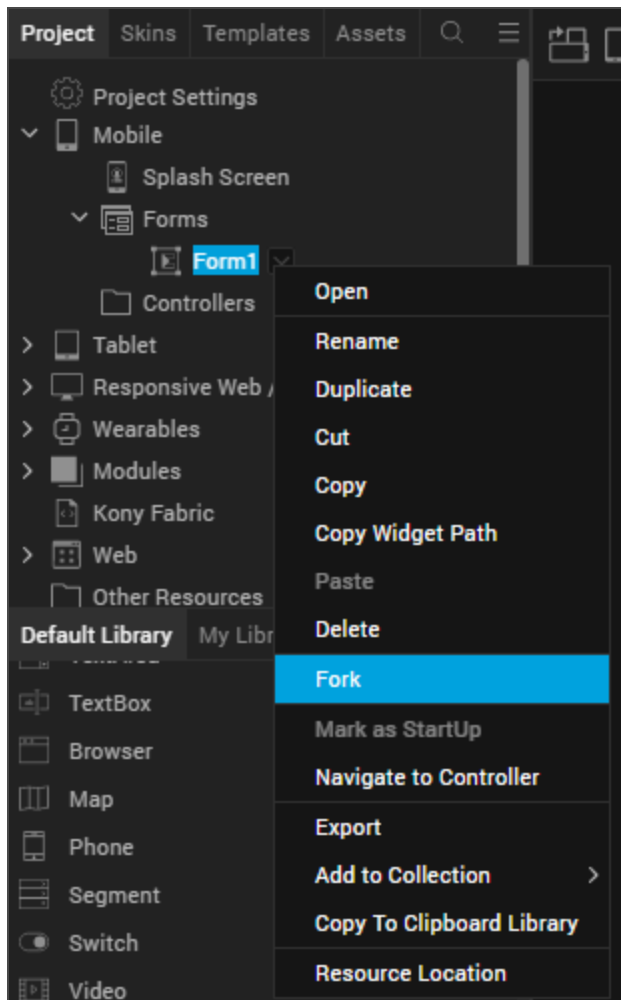 Project Skins Templates Assets
Project Settings
Mobile
Splash Screen
Forms
Form1
Controllers
Tablet
Responsive Web
Wearables
Modules
Kony Fabric
Web
Other Resources
Default Library My Libr
TextBox
Browser
Map
Phone
Segment
Switch
Video
Open
Rename
Duplicate
Cut
Copy
Copy Widget Path
Paste
Delete
Fork
Mark as StartUp
Navigate to Controller
Export
Add to Collection
Copy To Clipboard Library
Resource Location